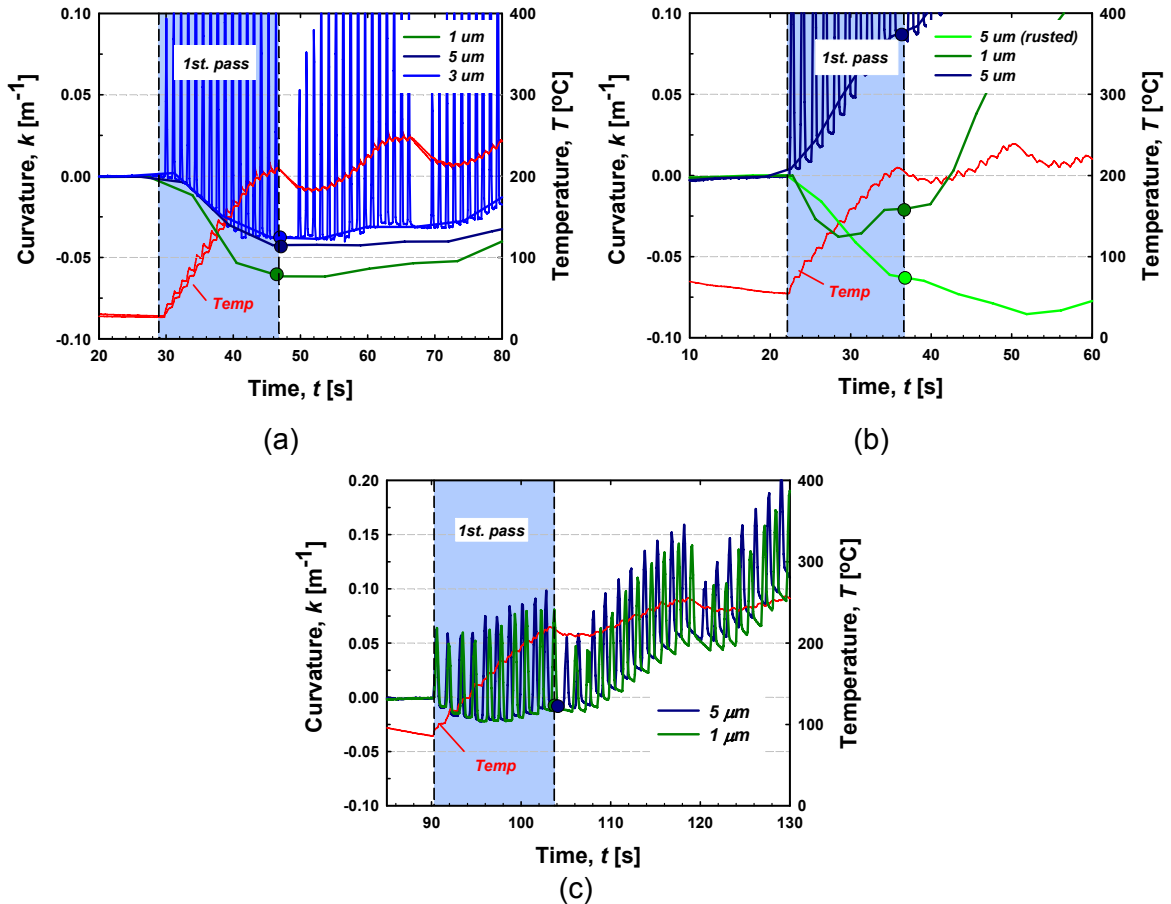 0.10
0.05
0.00
-0.05
-0.10
Curvature, k [m-1]
1st. pass
1 um
5 um
3 um
Temp
400
300
200
100
0
Temperature, T [oC]
20 30 40 50 60 70 80
Time, t [s]
(a)
0.10
0.05
0.00
-0.05
-0.10
Curvature, k [m-1]
1st. pass
5 um (rusted)
1 um
5 um
Temp
400
300
200
100
0
Temperature, T [oC]
10 20 30 40 50 60
Time, t [s]
(b)
0.20
0.15
0.10
0.05
0.00
-0.05
-0.10
Curvature, k [m-1]
1st. pass
5 μm
1 μm
Temp
400
300
200
100
0
Temperature, T [oC]
90 100 110 120 130
Time, t [s]
(c)